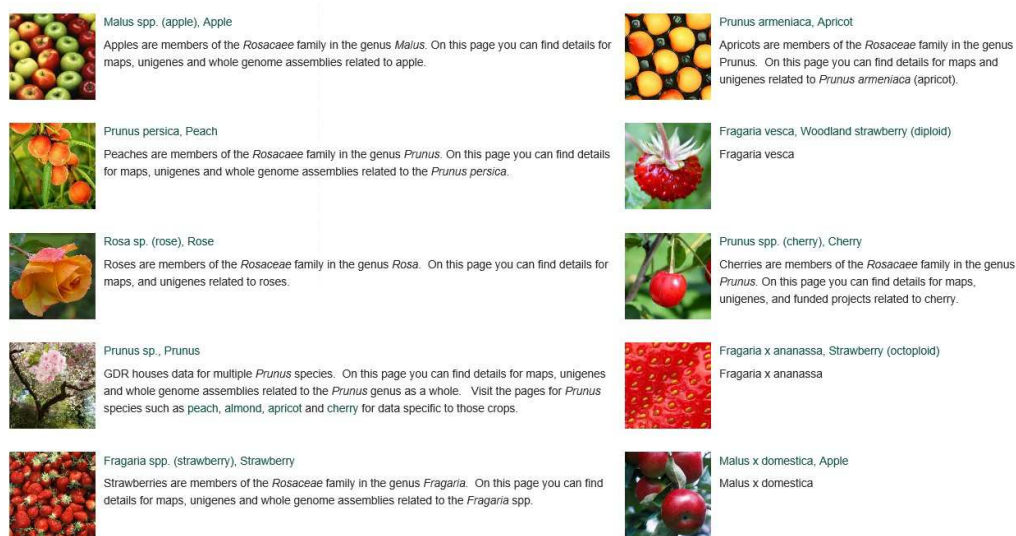 Malus spp. (apple), Apple
Apples are members of the Rosacaee family in the genus Malus. On this page you can find details for
maps, unigenes and whole genome assemblies related to apple.
Prunus persica, Peach
Peaches are members of the Rosacaee family in the genus Prunus. On this page you can find details
for maps, unigenes and whole genome assemblies related to the Prunus persica.
Rosa sp. (rose), Rose
Roses are members of the Rosaceae family in the genus Rosa. On this page you can find details for
maps, and unigenes related to roses.
Prunus sp., Prunus
GDR houses data for multiple Prunus species. On this page you can find details for maps, unigenes
and whole genome assemblies related to the Prunus genus as a whole. Visit the pages for Prunus
species such as peach, almond, apricot and cherry for data specific to those crops.
Fragaria spp. (strawberry), Strawberry
Strawberries are members of the Rosaceae family in the genus Fragaria. On this page you can find
details for maps, unigenes and whole genome assemblies related to the Fragaria spp.
Prunus armeniaca, Apricot
Apricots are members of the Rosaceae family in the genus
Prunus. On this page you can find details for maps and
unigenes related to Prunus armeniaca (apricot).
Fragaria vesca, Woodland strawberry (diploid)
Fragaria vesca
Prunus spp. (cherry), Cherry
Cherries are members of the Rosacaee family in the genus
Prunus. On this page you can find details for maps,
unigenes, and funded projects related to cherry.
Fragaria x ananassa, Strawberry (octoploid)
Fragaria x ananassa
Malus x domestica, Apple
Malus x domestica